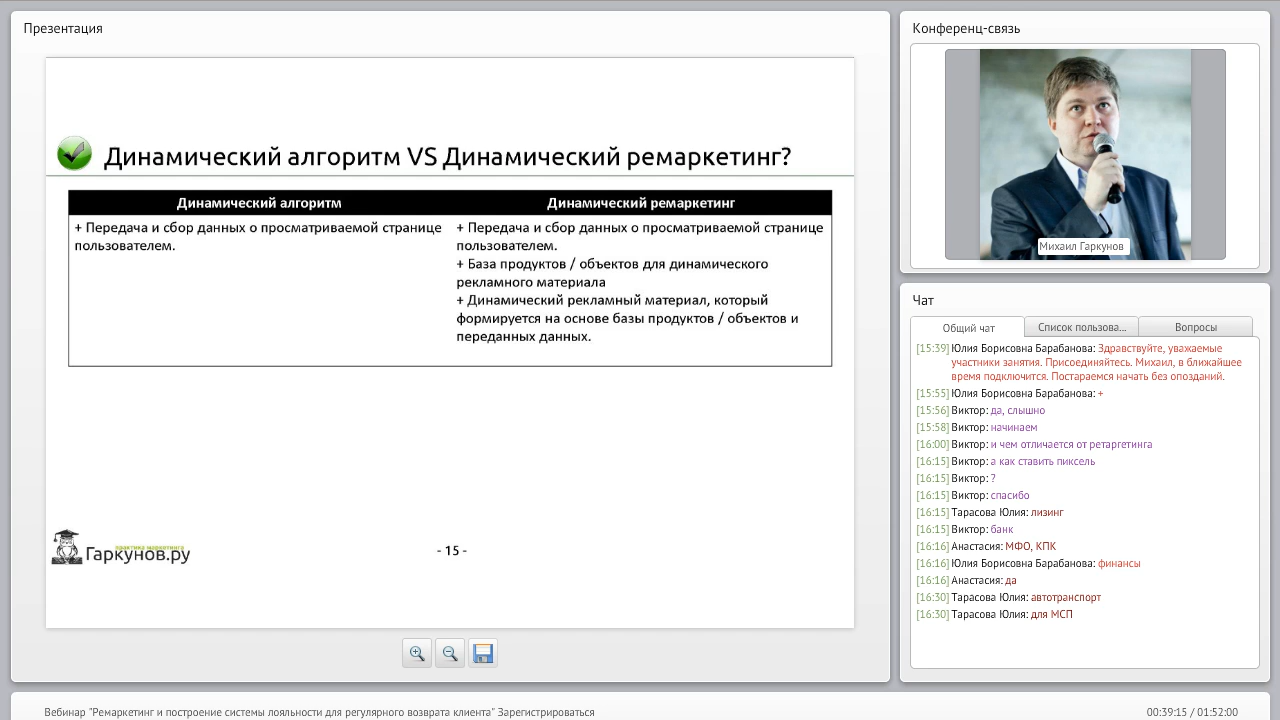 Презентация
Динамический алгоритм VS Динамический ремаркетинг?
Динамический алгоритм
+ Передача и сбор данных о просматриваемой странице
пользователем.
Динамический ремаркетинг
+ Передача и сбор данных о просматриваемой странице
пользователем.
+ База продуктов / объектов для динамического
рекламного материала
+ Динамический рекламный материал, который
формируется на основе базы продуктов / объектов и
переданных данных.
практика маркетинга
Гаркунов.ру
- 15 -
Конференц-связь
Михаил Гаркунов
Чат
Общий чат
Список пользова...
Вопросы
[15:39] Юлия Борисовна Барабанова: Здравствуйте, уважаемые
участники занятия. Присоединяйтесь. Михаил, в ближайшее
время подключится. Постараемся начать без опозданий.
[15:55] Юлия Борисовна Барабанова: +
[15:56] Виктор: да, слышно
[15:58] Виктор: начинаем
[16:00] Виктор: и чем отличается от ретаргетинга
[16:15] Виктор: а как ставить пиксель
[16:15] Виктор: ?
[16:15] Виктор: спасибо
[16:15] Тарасова Юлия: лизинг
[16:15] Виктор: банк
[16:16] Анастасия: МФО, КПК
[16:16] Юлия Борисовна Барабанова: финансы
[16:16] Анастасия: да
[16:30] Тарасова Юлия: автотранспорт
[16:30] Тарасова Юлия: для МСП
Вебинар "Ремаркетинг и построение системы лояльности для регулярного возврата клиента" Зарегистрироваться
00:39:15 / 01:52:00